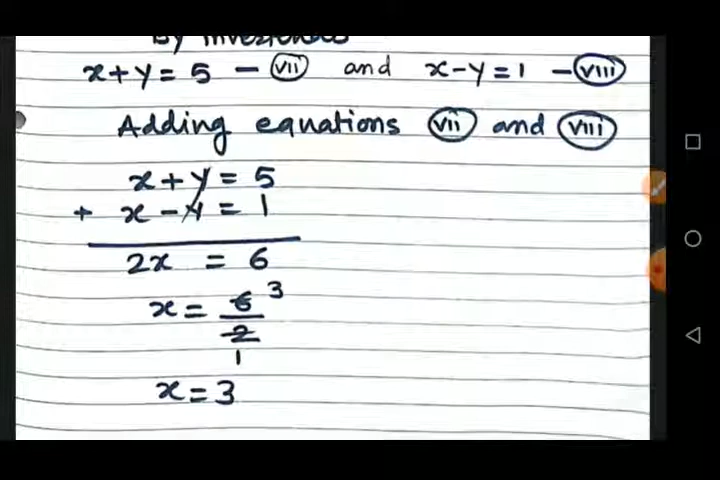 x + y = 5 — (vii) and x - y = 1 — (viii)
Adding equations (vii) and (viii)
x + y = 5
+ x - y = 1
2x = 6
x = 6/2 3 1
x = 3